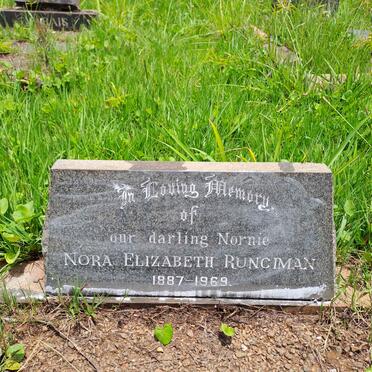 In Loving Memory
of
our darling Nornie
NORA ELIZABETH RUNCIMAN
1887-1969